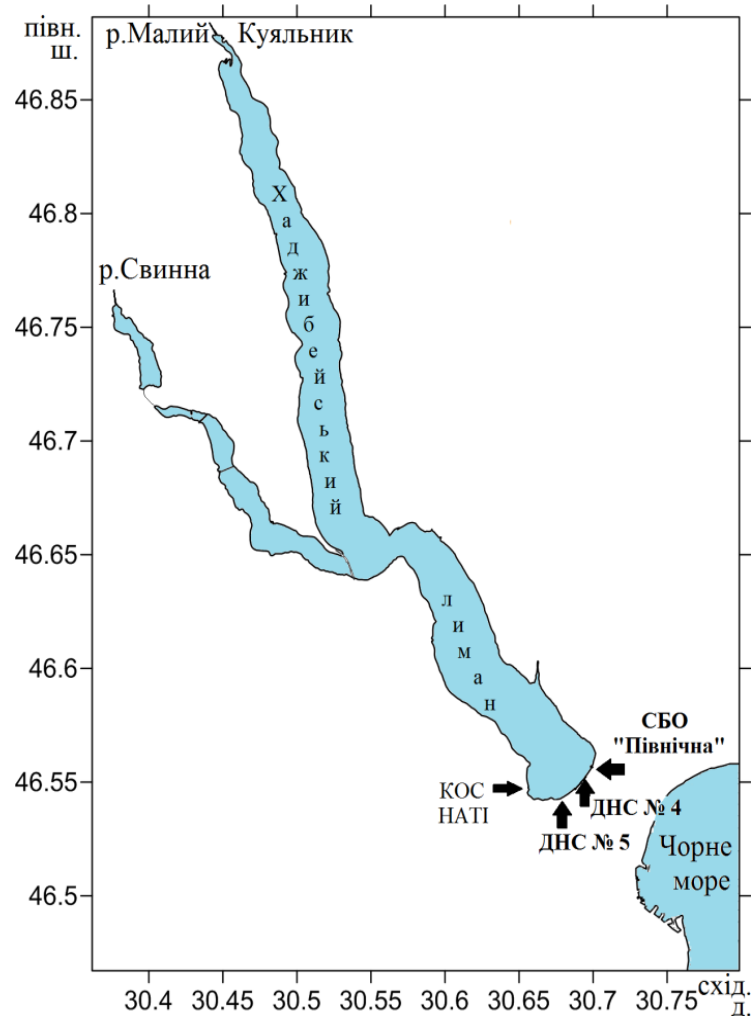 півн.
ш.
р.Малий Куяльник
46.85
46.8
р.Свинна
46.75
46.7
46.65
46.6
46.55
46.5
Хаджибейський
лиман
СБО
"Північна"
КОС
НАТІ
ДНС № 4
ДНС № 5
Чорне
море
30.4 30.45 30.5 30.55 30.6 30.65 30.7 30.75
схід.
д.